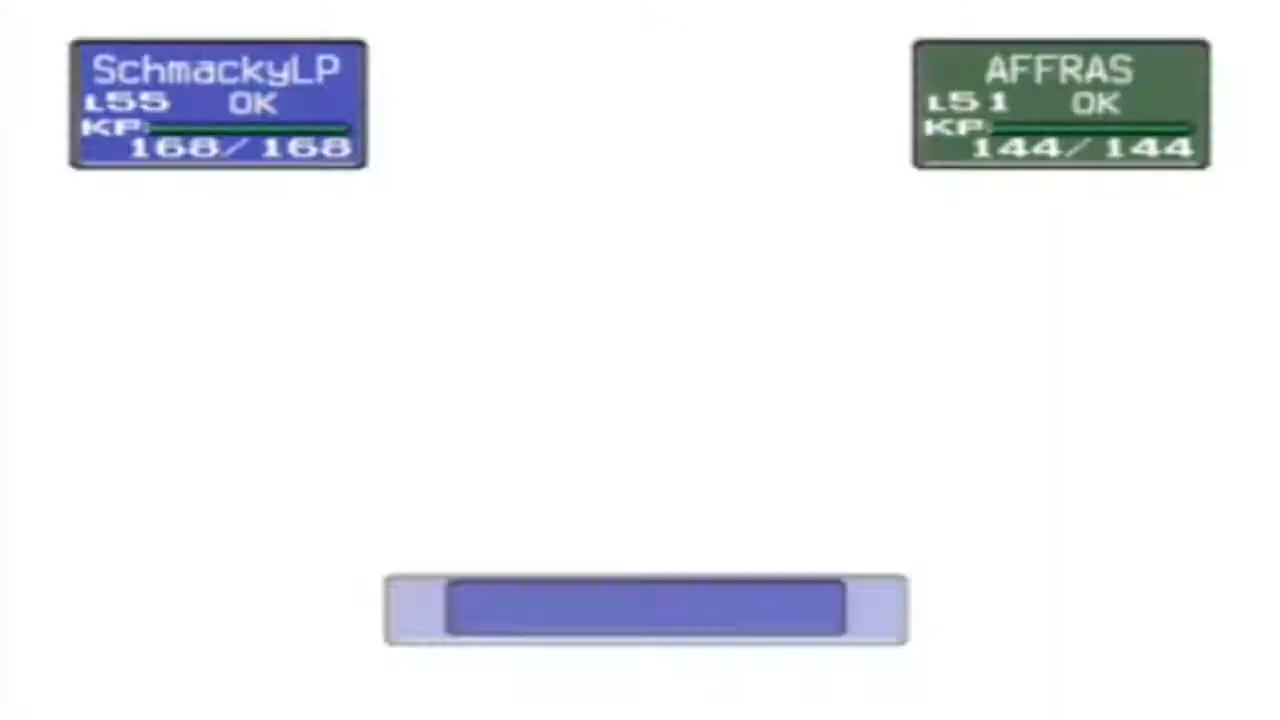 SchmackyLP
L55 OK
KP:
168/168
AFFRAS
L51 OK
KP:
144/144